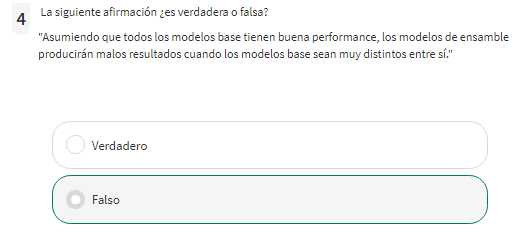 4 La siguiente afirmación ¿es verdadera o falsa?
"Asumiendo que todos los modelos base tienen buena performance, los modelos de ensamble
producirán malos resultados cuando los modelos base sean muy distintos entre sí."
Verdadero
Falso